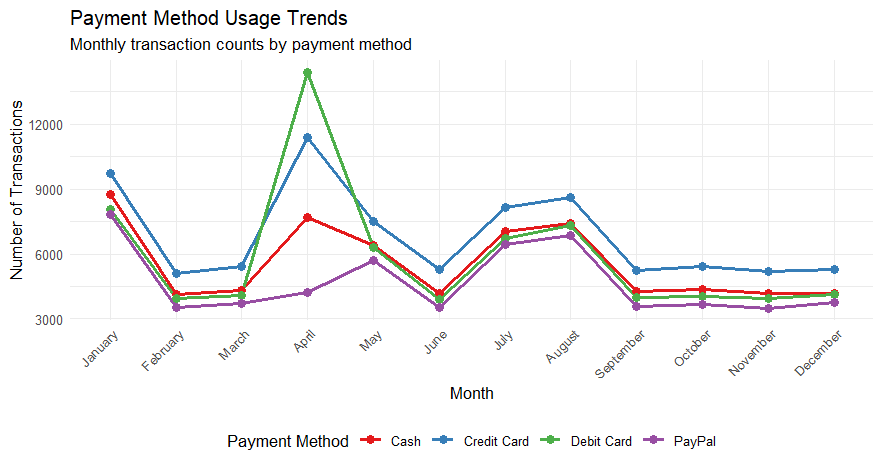 Payment Method Usage Trends
Monthly transaction counts by payment method
Number of Transactions
12000
9000
6000
3000
January February March April May June July August September October November December
Month
Payment Method Cash Credit Card Debit Card PayPal